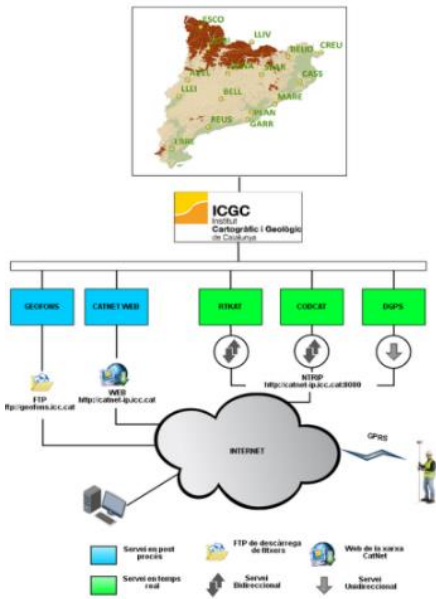 ESCO
LLIV
CREU
BELLO
CASS
LLEI
BELL
MARE
PLAN
REUS
GARR
EBRE
ICGC
Institut
Cartogràfic i Geològic
de Catalunya
GEOFONS
CATNET WEB
RTKAT
CODCAT
DGPS
FTP
ftp://geofons.icc.cat
WEB
http://catnet-ip.icc.cat
NTRIP
http://catnet-ip.icc.cat:8080
GPRS
INTERNET
Servei en post
procés
FTP de descàrrega
de fitxers
Web de la xarxa
CatNet
Servei en temps
real
Servei
Bidireccional
Servei
Unidireccional